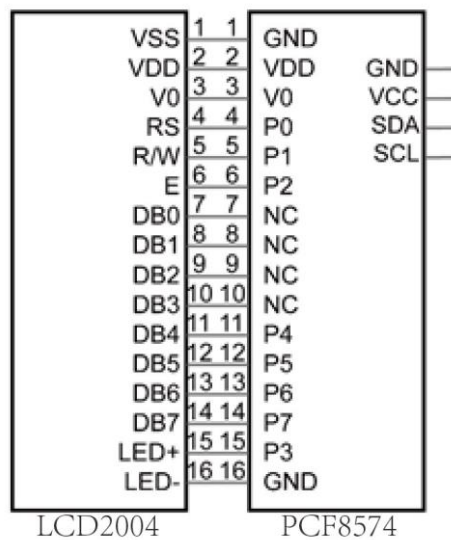 VSS 1 1 GND
VDD 2 2 VDD GND
V0 3 3 V0 VCC
RS 4 4 P0 SDA
R/W 5 5 P1 SCL
E 6 6 P2
DB0 7 7 NC
DB1 8 8 NC
DB2 9 9 NC
DB3 10 10 NC
DB4 11 11 P4
DB5 12 12 P5
DB6 13 13 P6
DB7 14 14 P7
LED+ 15 15 P3
LED- 16 16 GND
LCD2004 PCF8574